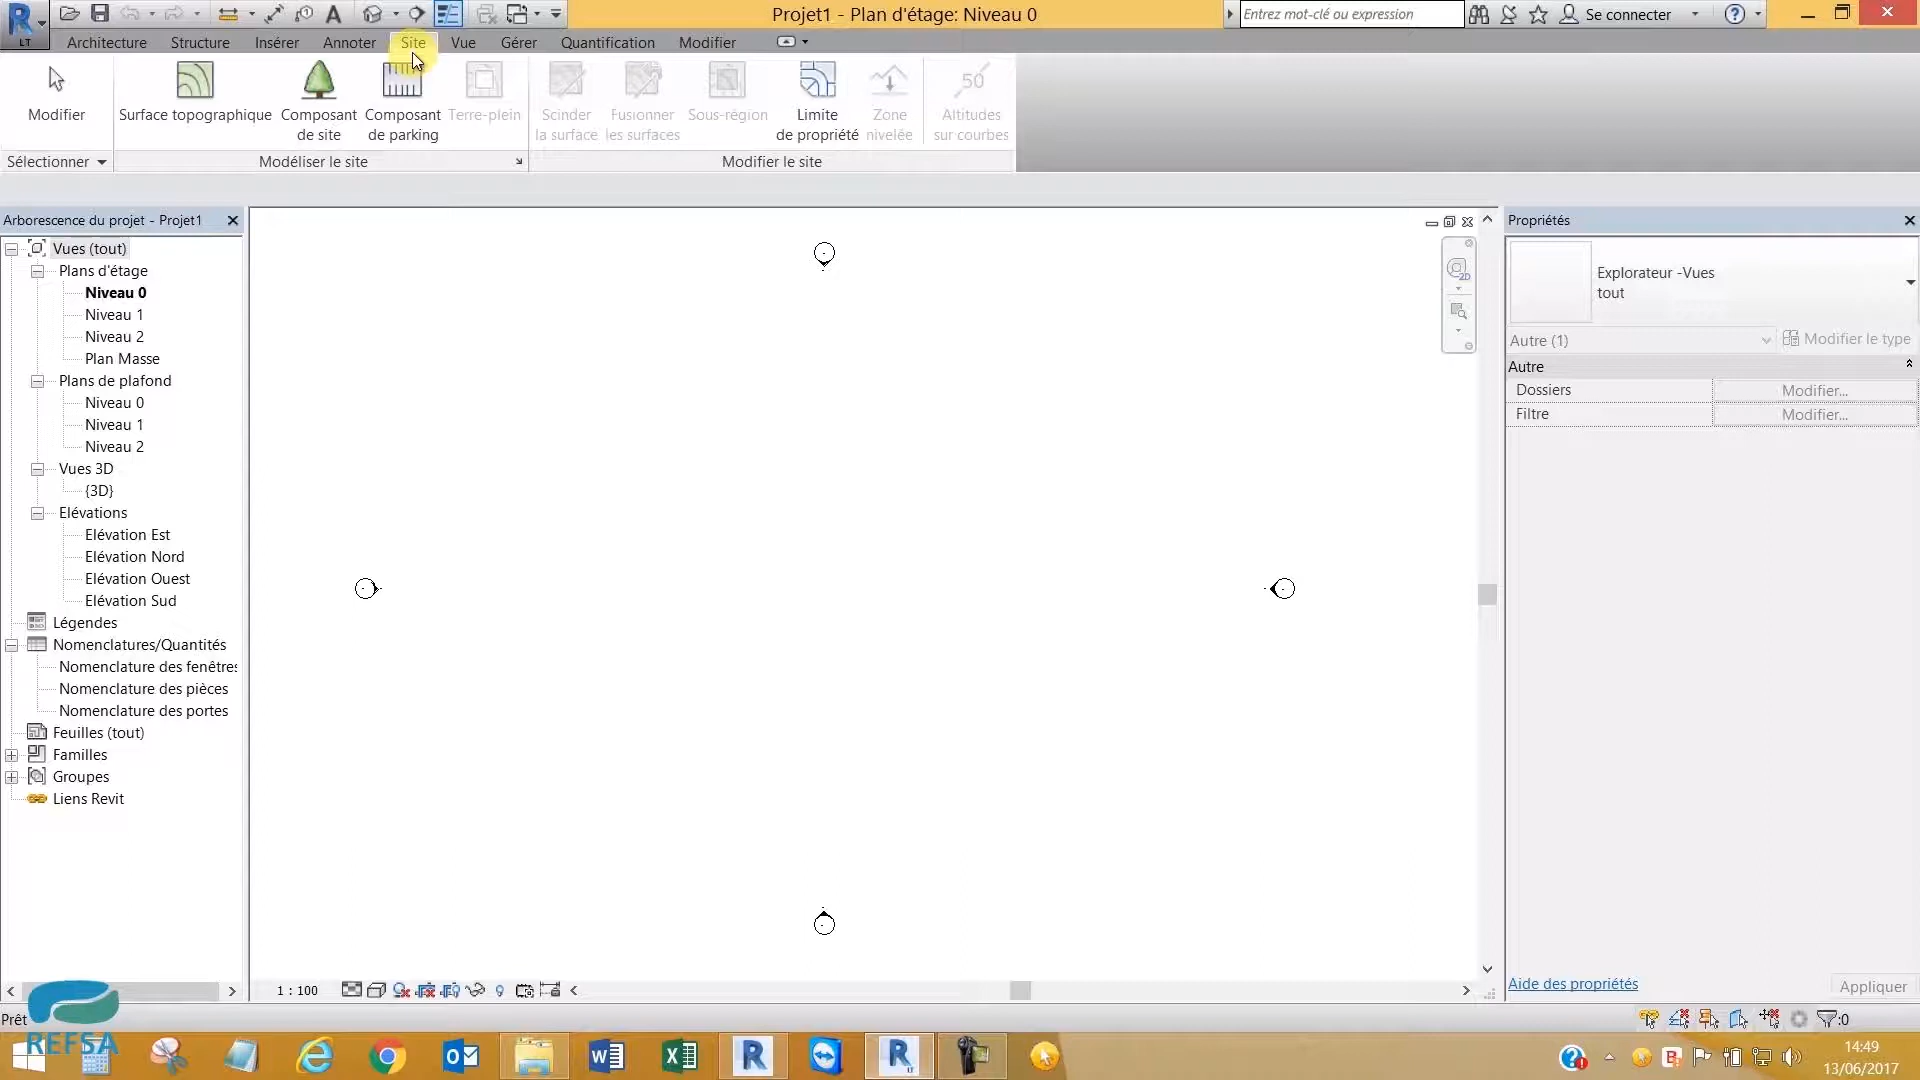 Projet1 - Plan d'étage: Niveau 0
Entrez mot-clé ou expression
Se connecter
LT
Architecture
Structure
Insérer
Annoter
Site
Vue
Gérer
Quantification
Modifier
Modifier
Surface topographique
Composant
de site
Composant
de parking
Terre-plein
Scinder
la surface
Fusionner
les surfaces
Sous-région
Limite
de propriété
Zone
nivelée
50
Altitudes
sur courbes
Sélectionner
Modéliser le site
Modifier le site
Arborescence du projet - Projet1
Vues (tout)
Plans d'étage
Niveau 0
Niveau 1
Niveau 2
Plan Masse
Plans de plafond
Niveau 0
Niveau 1
Niveau 2
Vues 3D
{3D}
Elévations
Elévation Est
Elévation Nord
Elévation Ouest
Elévation Sud
Légendes
Nomenclatures/Quantités
Nomenclature des fenêtres
Nomenclature des pièces
Nomenclature des portes
Feuilles (tout)
Familles
Groupes
Liens Revit
2D
1 : 100
Propriétés
Explorateur -Vues
tout
Autre (1)
Modifier le type
Autre
Dossiers
Modifier...
Filtre
Modifier...
Aide des propriétés
Appliquer
Prêt
:0
REFSA
14:49
13/06/2017